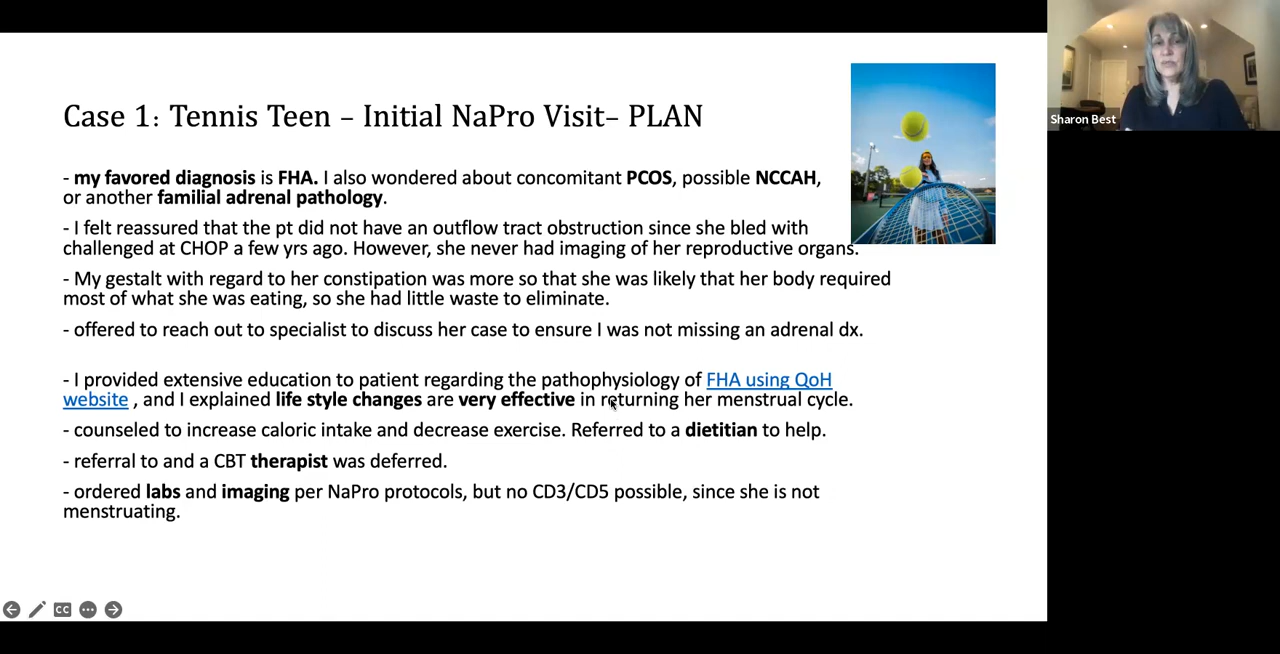 Case 1: Tennis Teen – Initial NaPro Visit– PLAN
- my favored diagnosis is FHA. I also wondered about concomitant PCOS, possible NCCAH,
or another familial adrenal pathology.
- I felt reassured that the pt did not have an outflow tract obstruction since she bled with
challenged at CHOP a few yrs ago. However, she never had imaging of her reproductive organs.
- My gestalt with regard to her constipation was more so that she was likely that her body required
most of what she was eating, so she had little waste to eliminate.
- offered to reach out to specialist to discuss her case to ensure I was not missing an adrenal dx.
- I provided extensive education to patient regarding the pathophysiology of FHA using QoH
website , and I explained life style changes are very effective in returning her menstrual cycle.
- counseled to increase caloric intake and decrease exercise. Referred to a dietitian to help.
- referral to and a CBT therapist was deferred.
- ordered labs and imaging per NaPro protocols, but no CD3/CD5 possible, since she is not
menstruating.
CC
Sharon Best